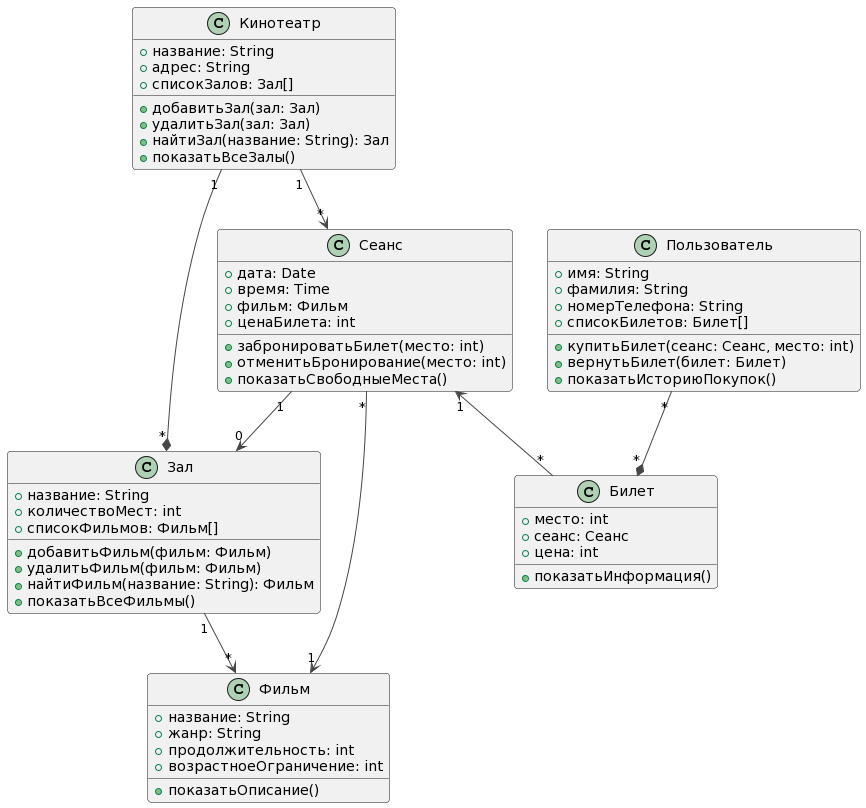 C Кинотеатр
название: String
адрес: String
списокЗалов: Зал[]
добавитьЗал(зал: Зал)
удалитьЗал(зал: Зал)
найтиЗал(название: String): Зал
показатьВсеЗалы()
1
1
*
C Сеанс
дата: Date
время: Time
фильм: Фильм
ценаБилета: int
забронироватьБилет(место: int)
отменитьБронирование(место: int)
показатьСвободныеМеста()
C Пользователь
имя: String
фамилия: String
номерТелефона: String
списокБилетов: Билет[]
купитьБилет(сеанс: Сеанс, место: int)
вернутьБилет(билет: Билет)
показатьИсториюПокупок()
1
*
1
*
*
0
*
*
C Зал
название: String
количествоМест: int
списокФильмов: Фильм[]
добавитьФильм(фильм: Фильм)
удалитьФильм(фильм: Фильм)
найтиФильм(название: String): Фильм
показатьВсеФильмы()
C Билет
место: int
сеанс: Сеанс
цена: int
показатьИнформация()
1
*
1
C Фильм
название: String
жанр: String
продолжительность: int
возрастноеОграничение: int
показатьОписание()